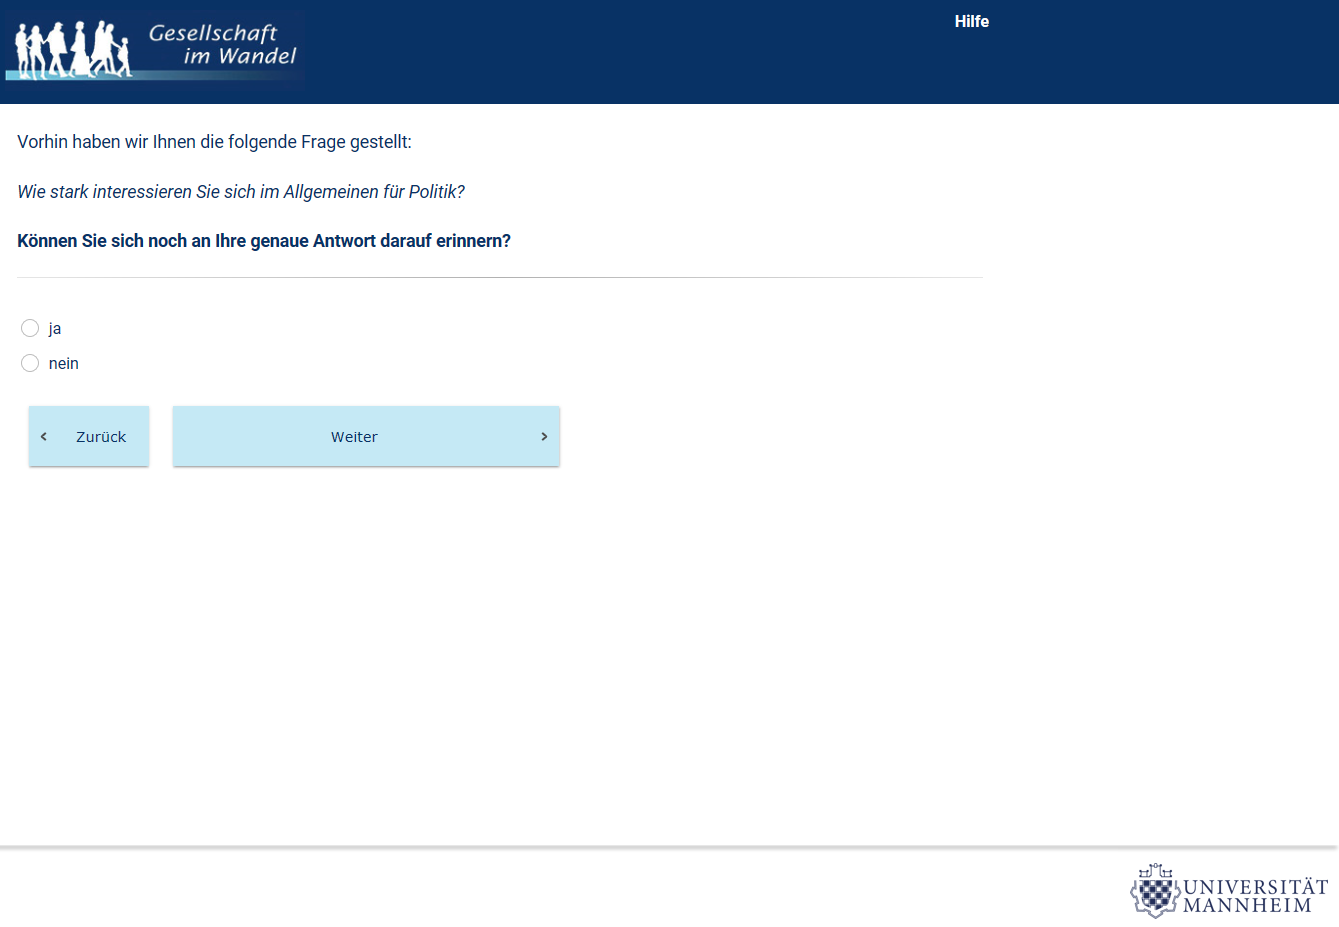 Gesellschaft
im Wandel
Hilfe
Vorhin haben wir Ihnen die folgende Frage gestellt:
Wie stark interessieren Sie sich im Allgemeinen für Politik?
Können Sie sich noch an Ihre genaue Antwort darauf erinnern?
ja
nein
Zurück
Weiter
UNIVERSITÄT
MANNHEIM